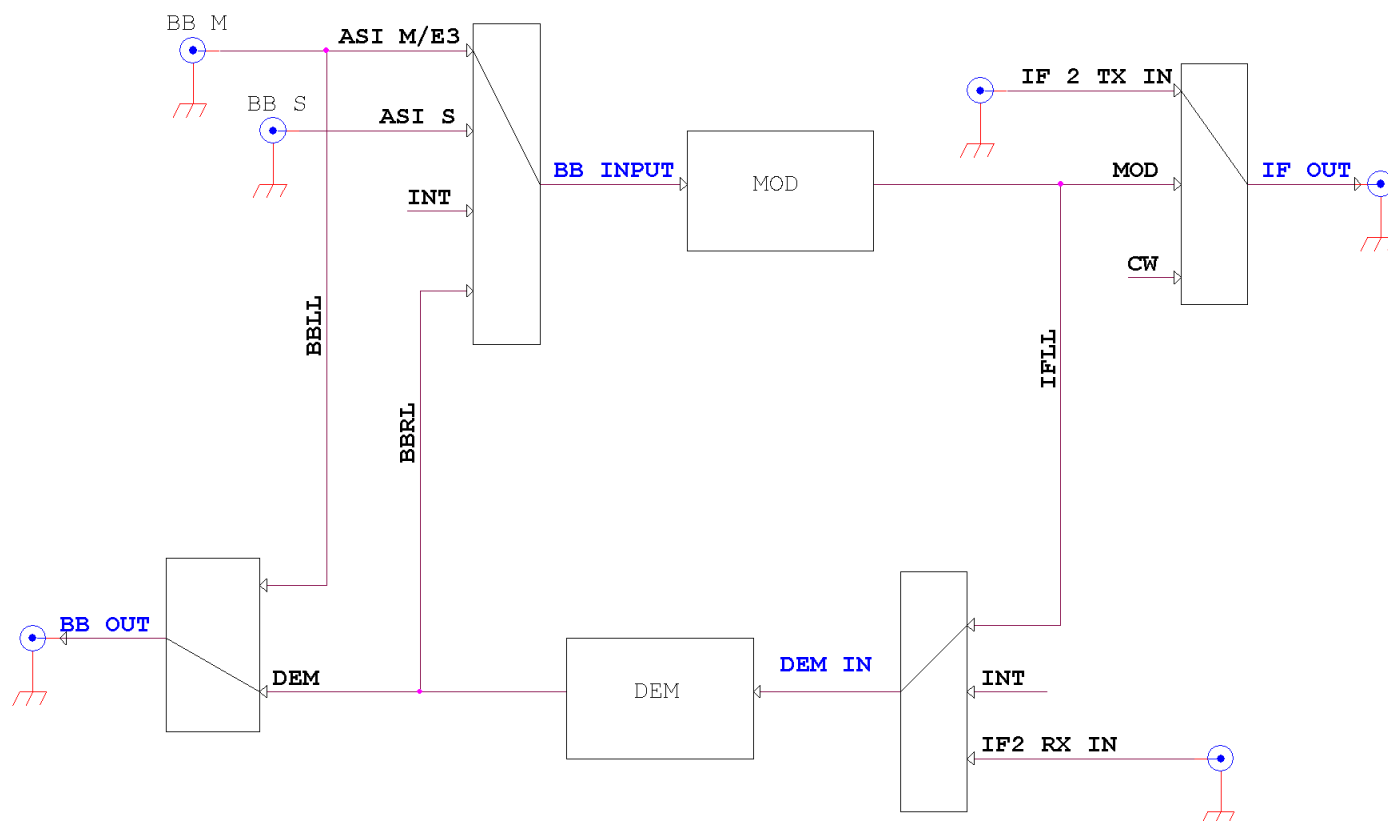 BB M
ASI M/E3
BB S
ASI S
INT
BB INPUT
MOD
IF 2 TX IN
MOD
IF OUT
CW
BBLL
BBRL
IFLL
BB OUT
DEM
DEM
DEM IN
INT
IF2 RX IN